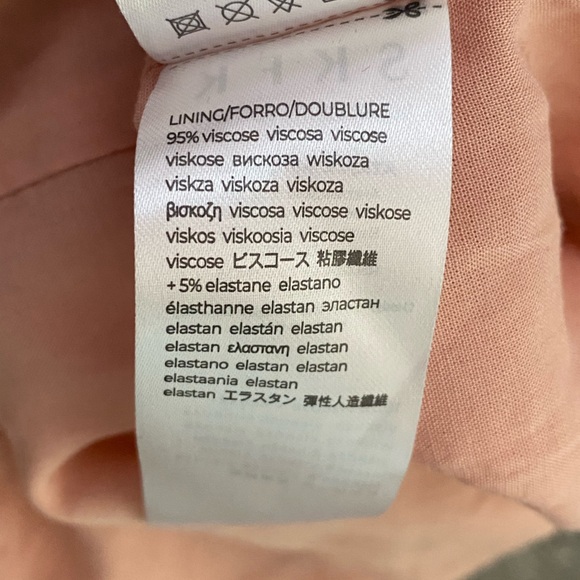 LINING/FORRO/DOUBLURE
95% viscose viscosa viscose
viskose вискоза wiskoza
viskza viskoza viskoza
βισκοζη viscosa viscose viskose
viskos viskoosia viscose
viscose ビスコース 粘膠纖維
+ 5% elastane elastano
élasthanne elastan эластан
elastan elastán elastan
elastan ελαστανη elastan
elastano elastan elastan
elastaania elastan
elastan エラスタン 彈性人造纖維